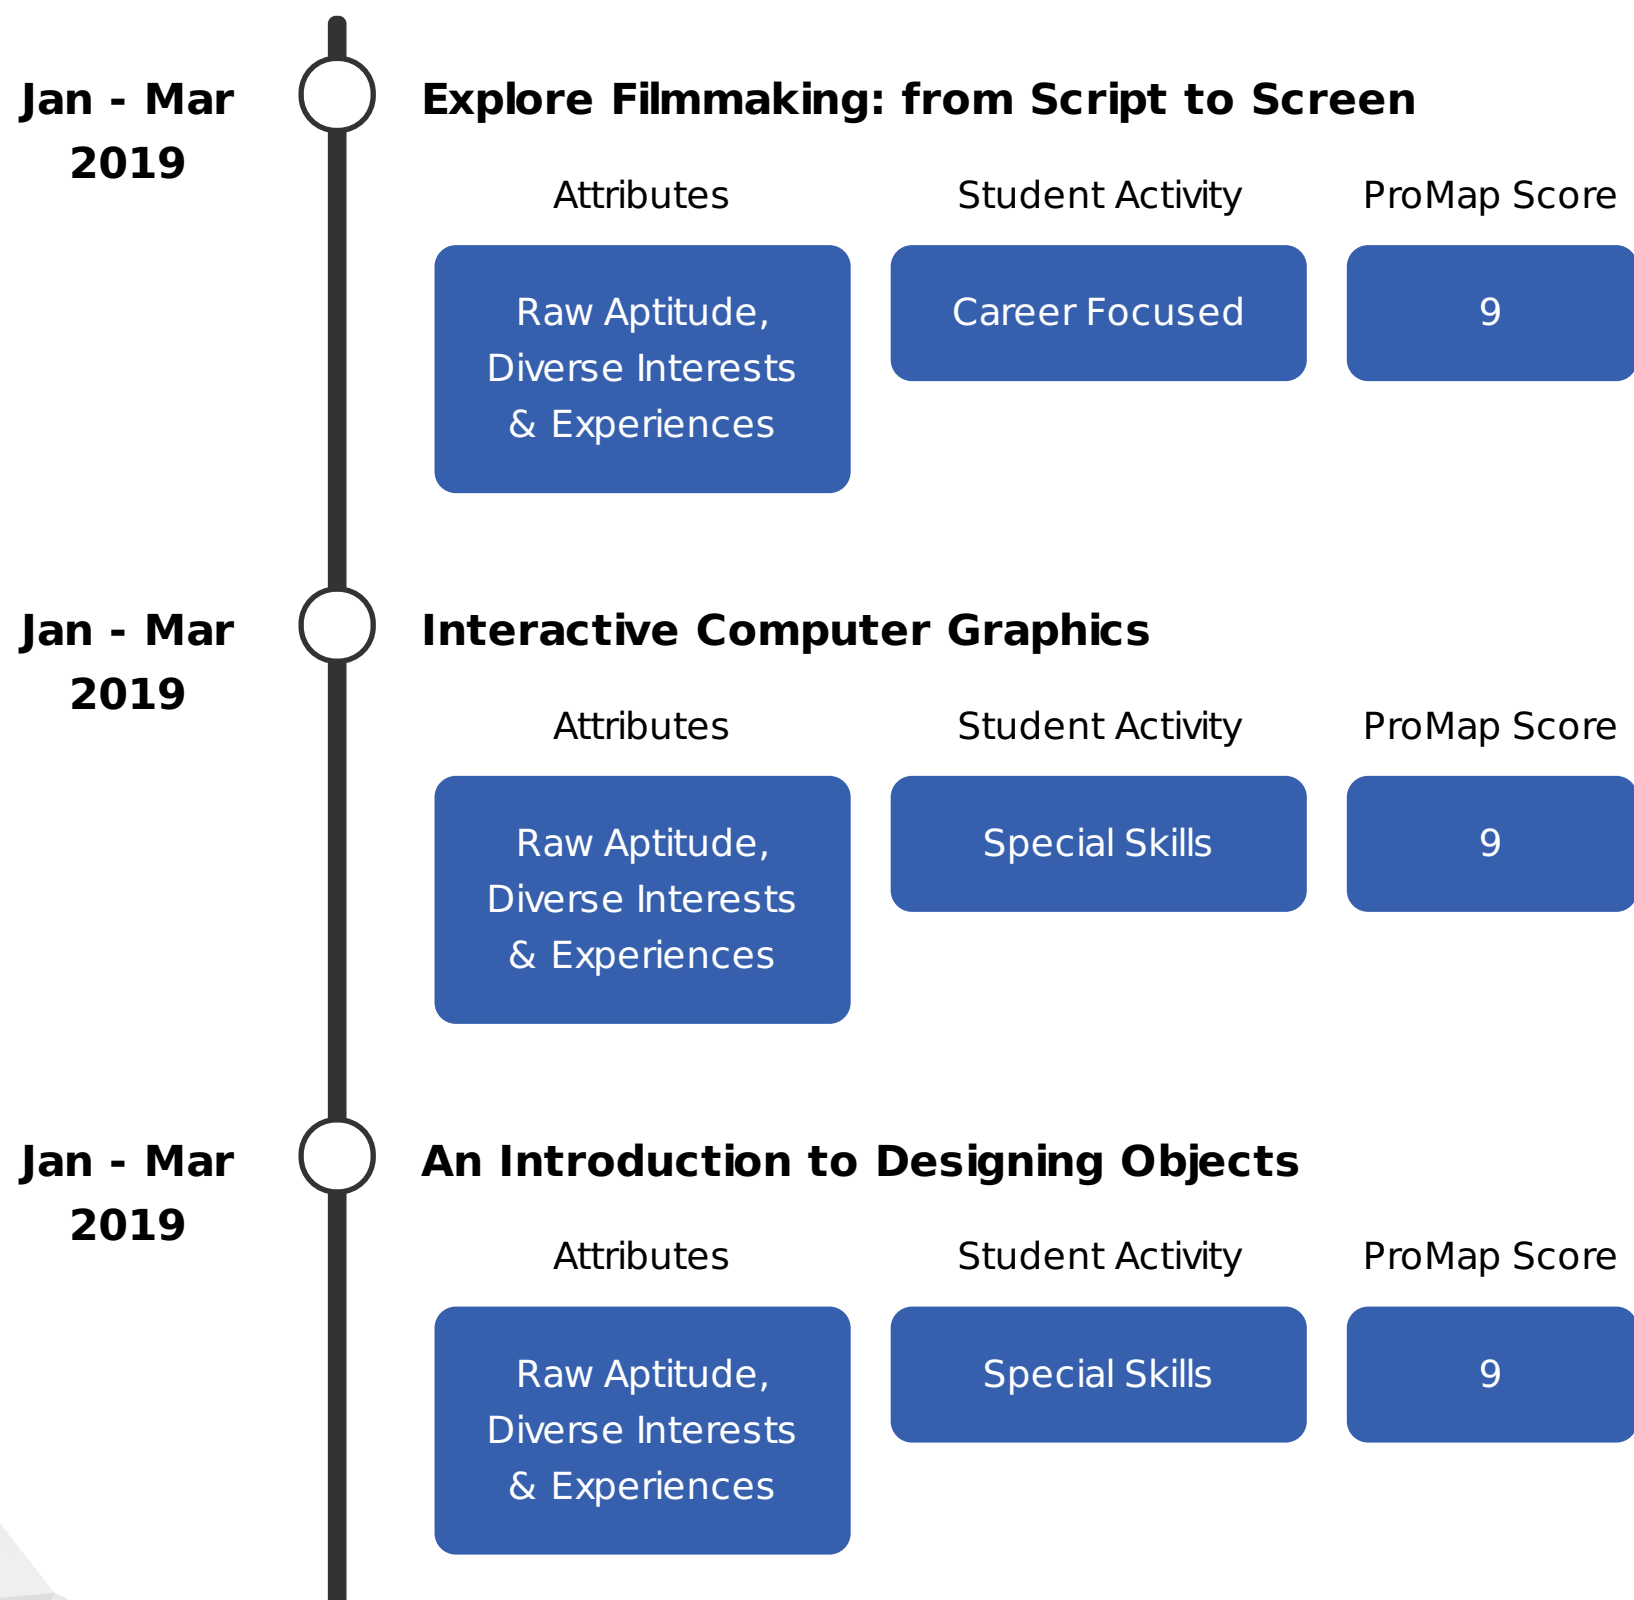 Jan - Mar
2019
Explore Filmmaking: from Script to Screen
Attributes
Student Activity
ProMap Score
Raw Aptitude,
Diverse Interests
& Experiences
Career Focused
9
Jan - Mar
2019
Interactive Computer Graphics
Attributes
Student Activity
ProMap Score
Raw Aptitude,
Diverse Interests
& Experiences
Special Skills
9
Jan - Mar
2019
An Introduction to Designing Objects
Attributes
Student Activity
ProMap Score
Raw Aptitude,
Diverse Interests
& Experiences
Special Skills
9